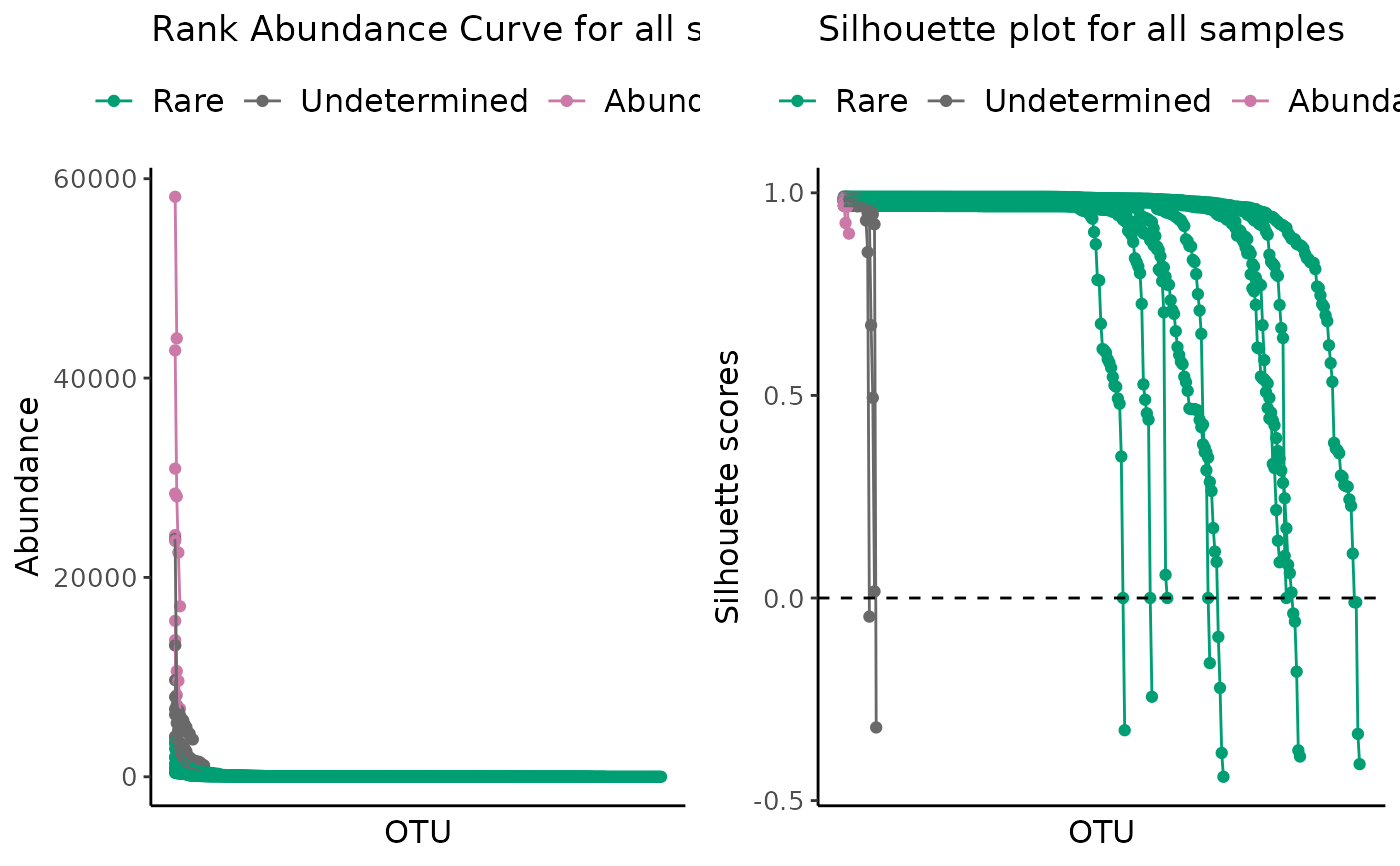 Rank Abundance Curve for all s
Rare Undetermined Abund
60000
40000
20000
0
Abundance
OTU
Silhouette plot for all samples
Rare Undetermined Abunda
1.0
0.5
0.0
-0.5
Silhouette scores
OTU